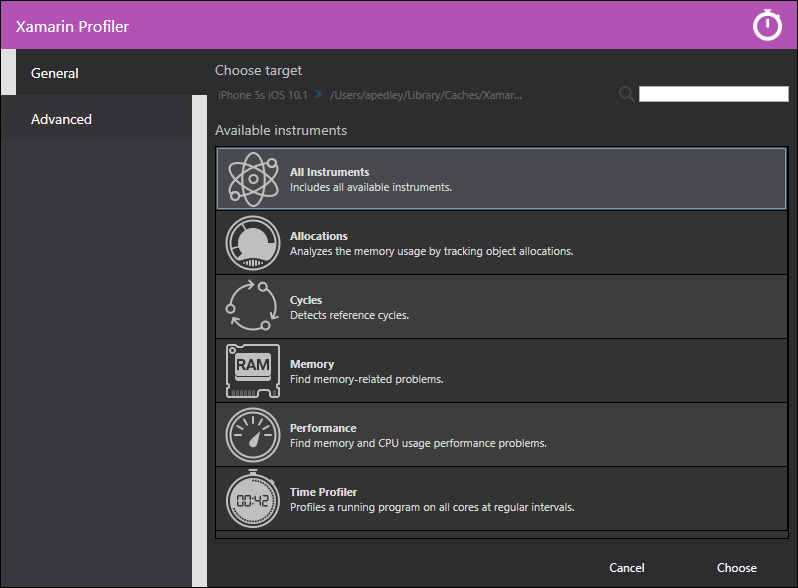 Xamarin Profiler
General
Advanced
Choose target
iPhone 5s iOS 10.1 > /Users/apedley/Library/Caches/Xamar...
Available instruments
All Instruments
Includes all available instruments.
Allocations
Analyzes the memory usage by tracking object allocations.
Cycles
Detects reference cycles.
RAM
Memory
Find memory-related problems.
Performance
Find memory and CPU usage performance problems.
00:42
Time Profiler
Profiles a running program on all cores at regular intervals.
Cancel
Choose